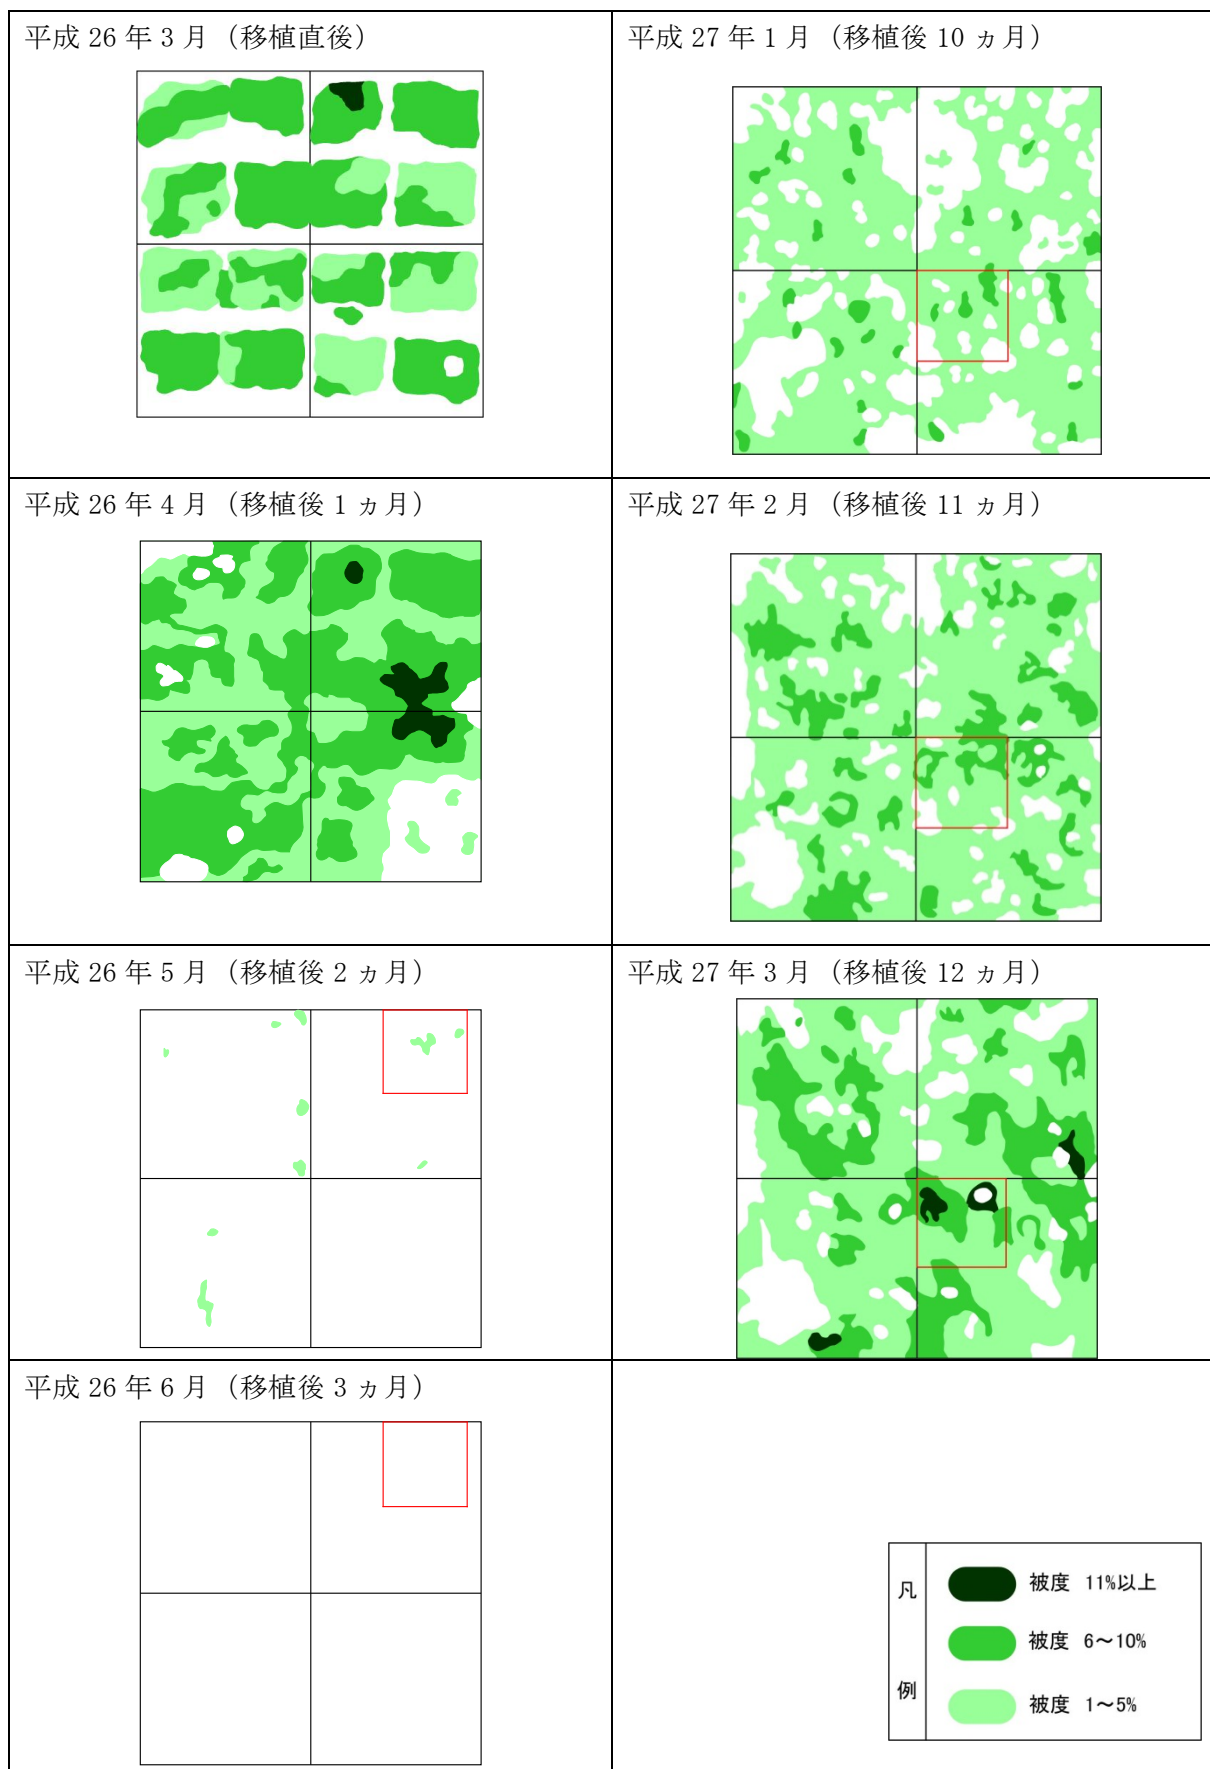 平成 26 年 3 月（移植直後）
平成 27 年 1 月（移植後 10 ヵ月）
平成 26 年 4 月（移植後 1 ヵ月）
平成 27 年 2 月（移植後 11 ヵ月）
平成 26 年 5 月（移植後 2 ヵ月）
平成 27 年 3 月（移植後 12 ヵ月）
平成 26 年 6 月（移植後 3 ヵ月）
凡例
被度 11%以上
被度 6～10%
被度 1～5%